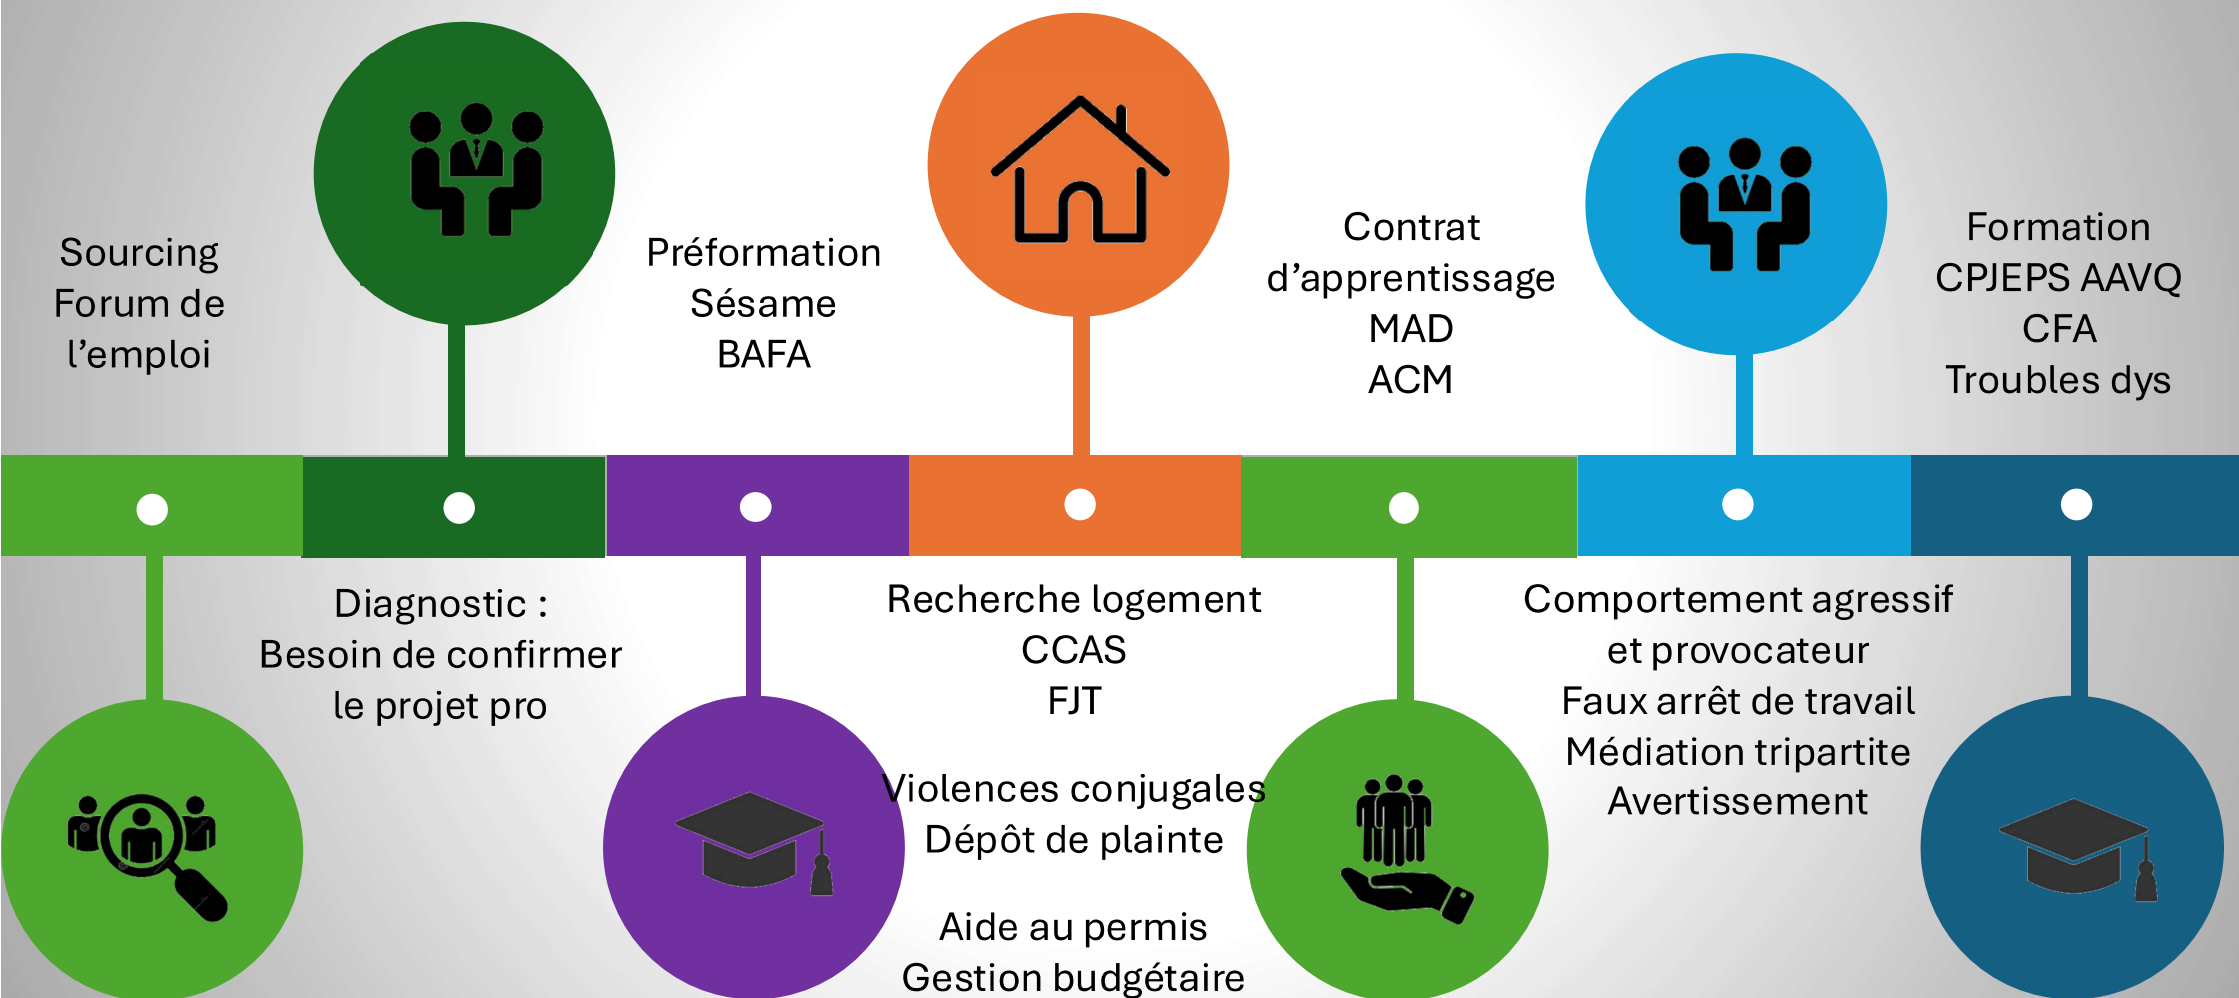 Sourcing
Forum de
l’emploi
Diagnostic :
Besoin de confirmer
le projet pro
Préformation
Sésame
BAFA
Recherche logement
CCAS
FJT
Violences conjugales
Dépôt de plainte
Aide au permis
Gestion budgétaire
Contrat
d’apprentissage
MAD
ACM
Comportement agressif
et provocateur
Faux arrêt de travail
Médiation tripartite
Avertissement
Formation
CPJEPS AAVQ
CFA
Troubles dys